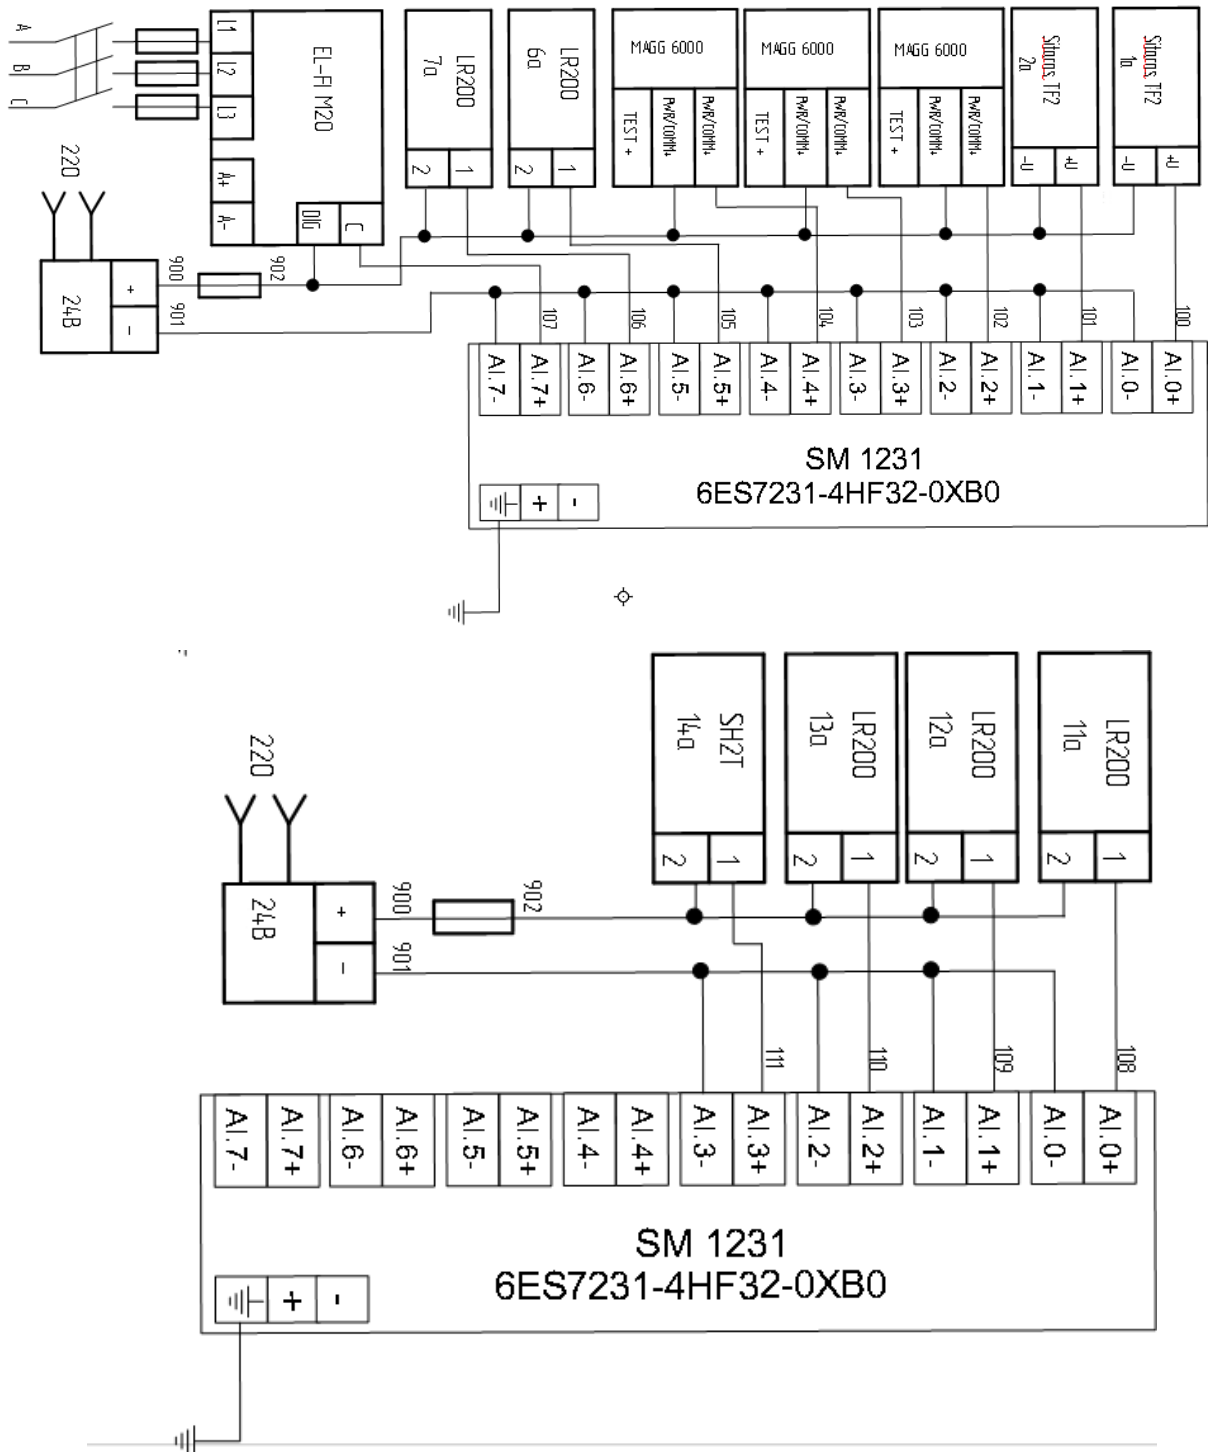 A
B
C
L1
L2
L3
A+
A-
EL-FI M20
DIG
C
LR200
7a
2
1
LR200
6a
2
1
MAGG 6000
TEST +
PWR/COMM+
PWR/COMM+
MAGG 6000
TEST +
PWR/COMM+
PWR/COMM+
MAGG 6000
TEST +
PWR/COMM+
PWR/COMM+
Sitrans TF2
2a
-U
+U
Sitrans TF2
1a
-U
+U
220
24В
+
-
900
901
902
107
106
105
104
103
102
101
100
AI.7-
AI.7+
AI.6-
AI.6+
AI.5-
AI.5+
AI.4-
AI.4+
AI.3-
AI.3+
AI.2-
AI.2+
AI.1-
AI.1+
AI.0-
AI.0+
SM 1231
6ES7231-4HF32-0XB0
+
-
SH2T
14a
2
1
LR200
13a
2
1
LR200
12a
2
1
LR200
11a
2
1
220
24В
+
-
900
901
902
111
110
109
108
AI.7-
AI.7+
AI.6-
AI.6+
AI.5-
AI.5+
AI.4-
AI.4+
AI.3-
AI.3+
AI.2-
AI.2+
AI.1-
AI.1+
AI.0-
AI.0+
SM 1231
6ES7231-4HF32-0XB0
+
-